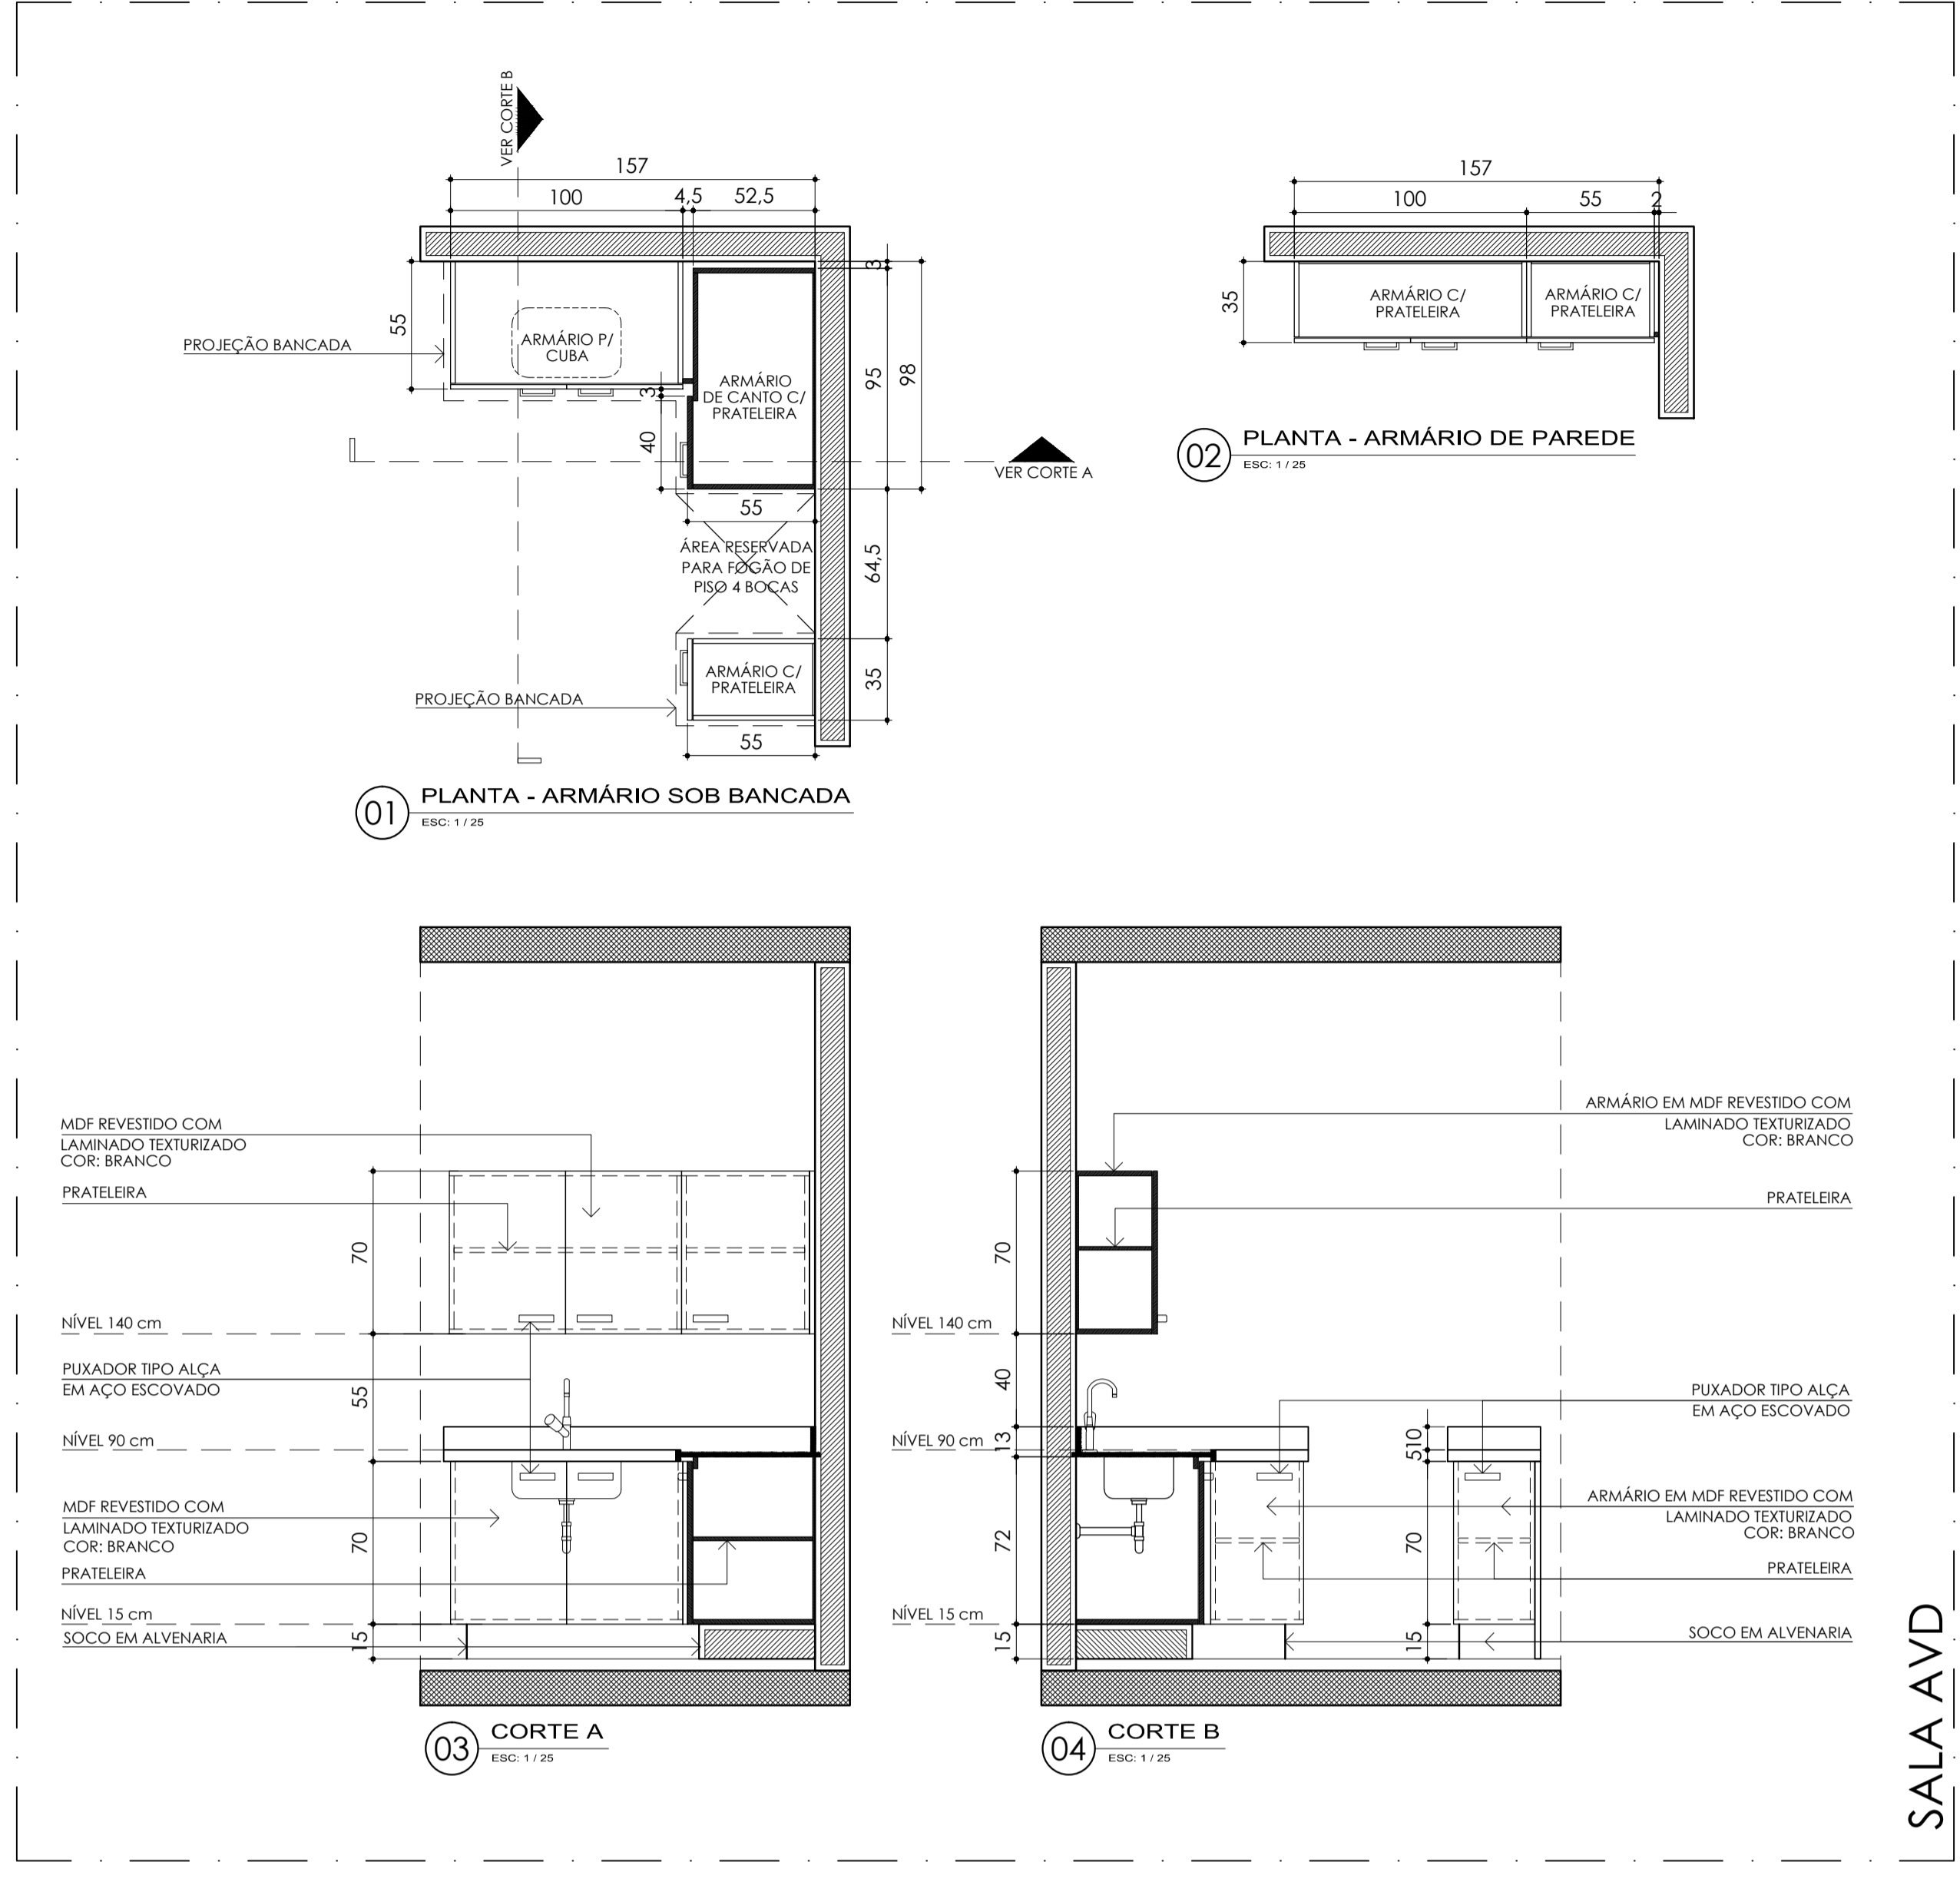 VER CORTE B
157
100
4,5
52,5
3
55
PROJEÇÃO BANCADA
ARMÁRIO P/
CUBA
ARMÁRIO
DE CANTO C/
PRATELEIRA
3
40
95
98
VER CORTE A
55
ÁREA RESERVADA
PARA FOGÃO DE
PISO 4 BOCAS
64,5
ARMÁRIO C/
PRATELEIRA
35
PROJEÇÃO BANCADA
55
01
PLANTA - ARMÁRIO SOB BANCADA
ESC: 1 / 25
157
100
55
2
35
ARMÁRIO C/
PRATELEIRA
ARMÁRIO C/
PRATELEIRA
02
PLANTA - ARMÁRIO DE PAREDE
ESC: 1 / 25
MDF REVESTIDO COM
LAMINADO TEXTURIZADO
COR: BRANCO
PRATELEIRA
70
NÍVEL 140 cm
PUXADOR TIPO ALÇA
EM AÇO ESCOVADO
55
NÍVEL 90 cm
MDF REVESTIDO COM
LAMINADO TEXTURIZADO
COR: BRANCO
70
PRATELEIRA
NÍVEL 15 cm
SOCO EM ALVENARIA
15
03
CORTE A
ESC: 1 / 25
ARMÁRIO EM MDF REVESTIDO COM
LAMINADO TEXTURIZADO
COR: BRANCO
PRATELEIRA
70
NÍVEL 140 cm
40
PUXADOR TIPO ALÇA
EM AÇO ESCOVADO
NÍVEL 90 cm
13
510
ARMÁRIO EM MDF REVESTIDO COM
LAMINADO TEXTURIZADO
COR: BRANCO
72
70
PRATELEIRA
NÍVEL 15 cm
15
15
SOCO EM ALVENARIA
04
CORTE B
ESC: 1 / 25
SALA AVD